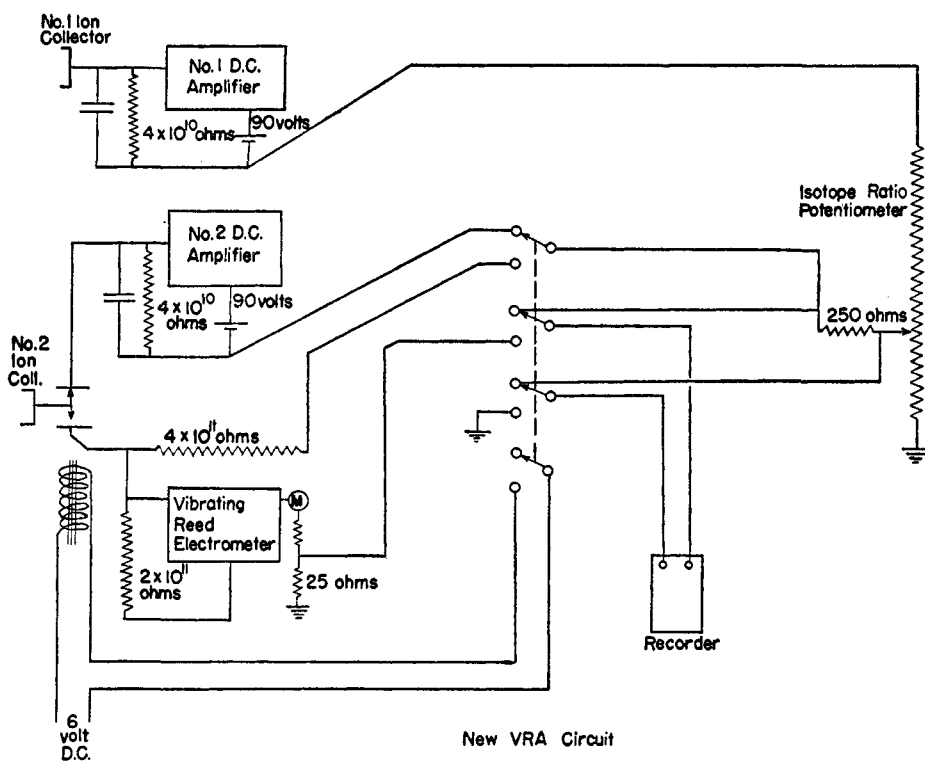 No.1 Ion
Collector
No.1 D.C.
Amplifier
4 x 10¹⁰ ohms
90 volts
Isotope Ratio
Potentiometer
No.2 D.C.
Amplifier
4 x 10¹⁰
ohms
90 volts
250 ohms
No.2
Ion
Coll.
4 x 10¹¹ ohms
Vibrating
Reed
Electrometer
M
2 x 10¹¹
ohms
25 ohms
Recorder
6
volt
D.C.
New VRA Circuit